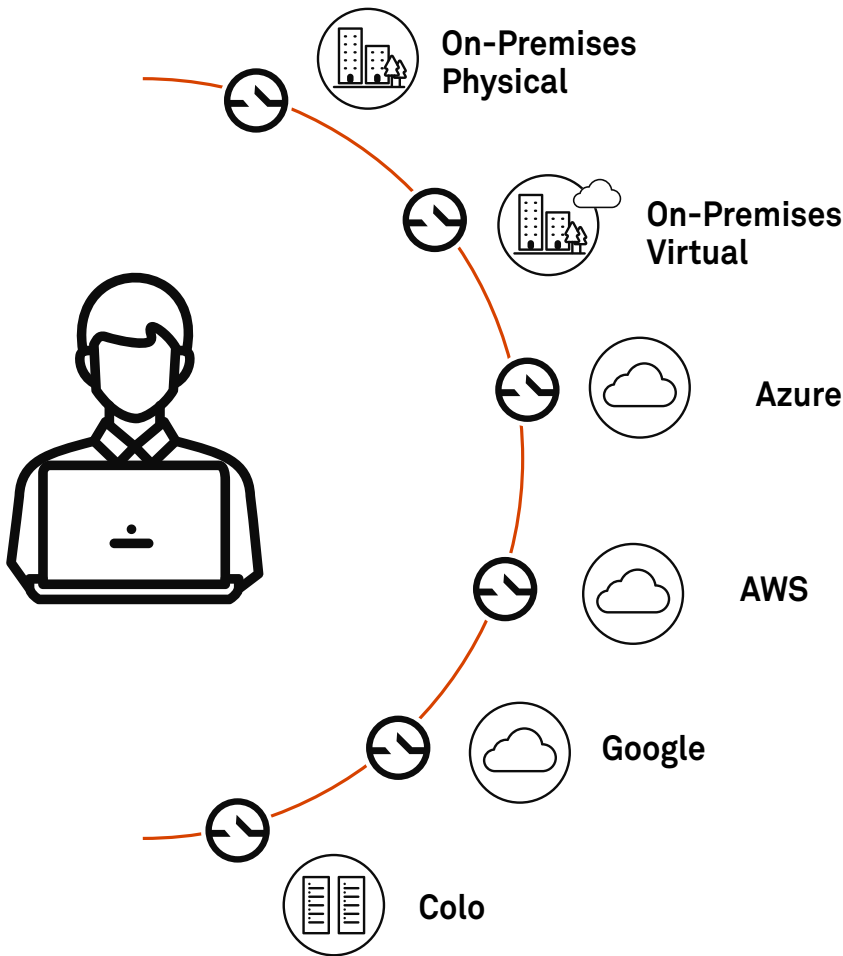 On-Premises
Physical
On-Premises
Virtual
Azure
AWS
Google
Colo